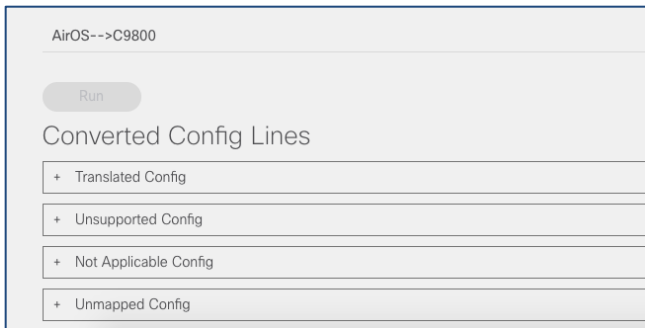 AirOS-->C9800
Run
Converted Config Lines
+ Translated Config
+ Unsupported Config
+ Not Applicable Config
+ Unmapped Config